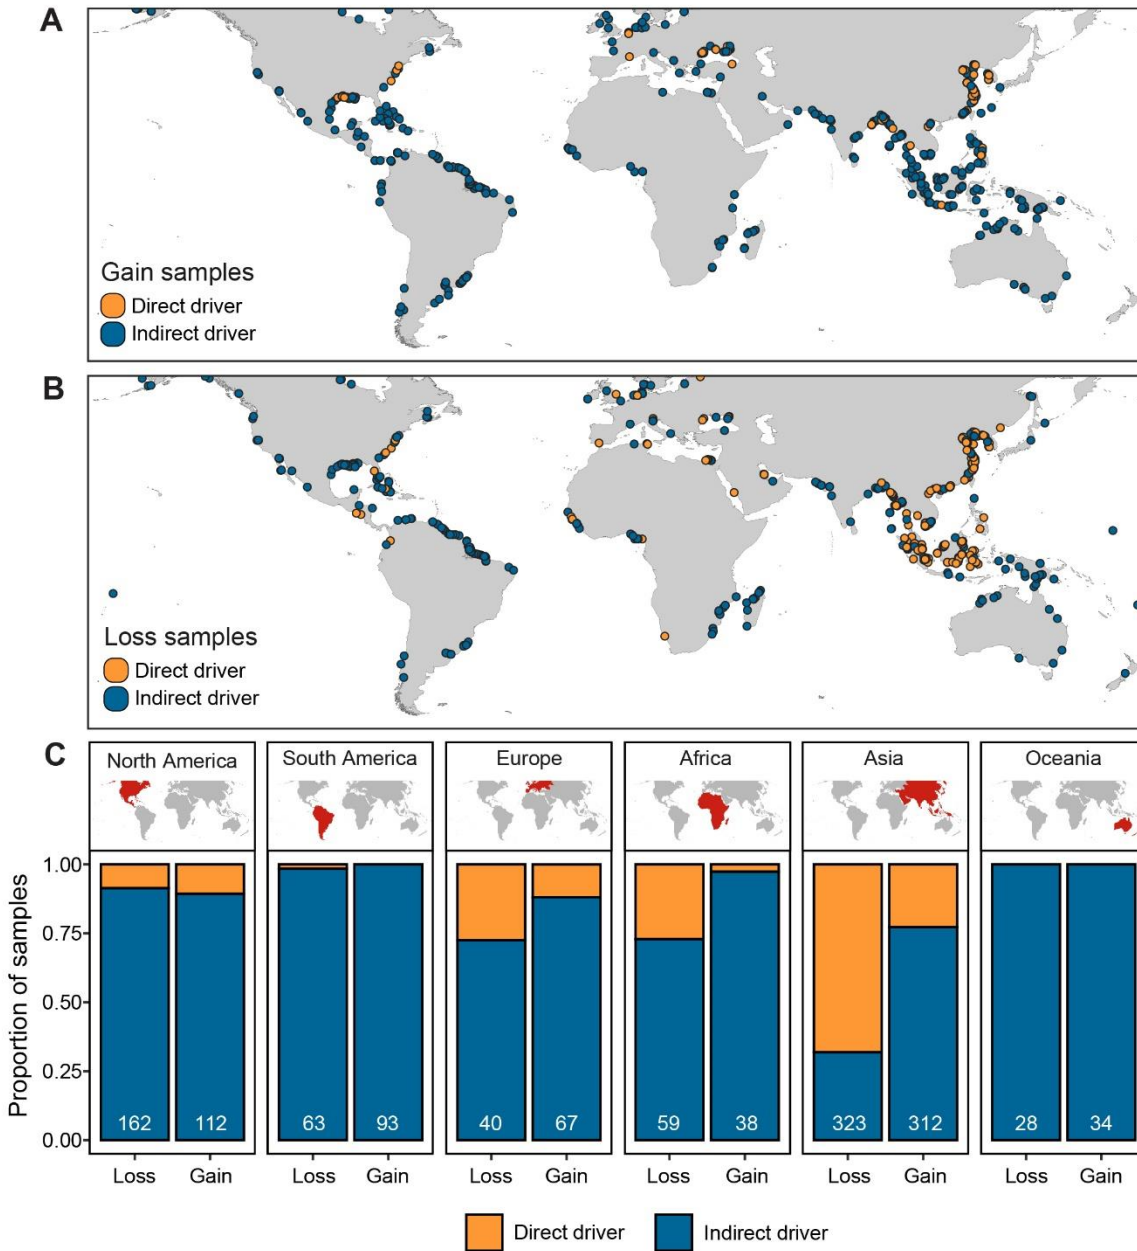 A
Gain samples
Direct driver
Indirect driver
B
Loss samples
Direct driver
Indirect driver
C
North America
South America
Europe
Africa
Asia
Oceania
Proportion of samples
1.00
0.75
0.50
0.25
0.00
162
112
63
93
40
67
59
38
323
312
28
34
Loss Gain
Loss Gain
Loss Gain
Loss Gain
Loss Gain
Loss Gain
Direct driver Indirect driver